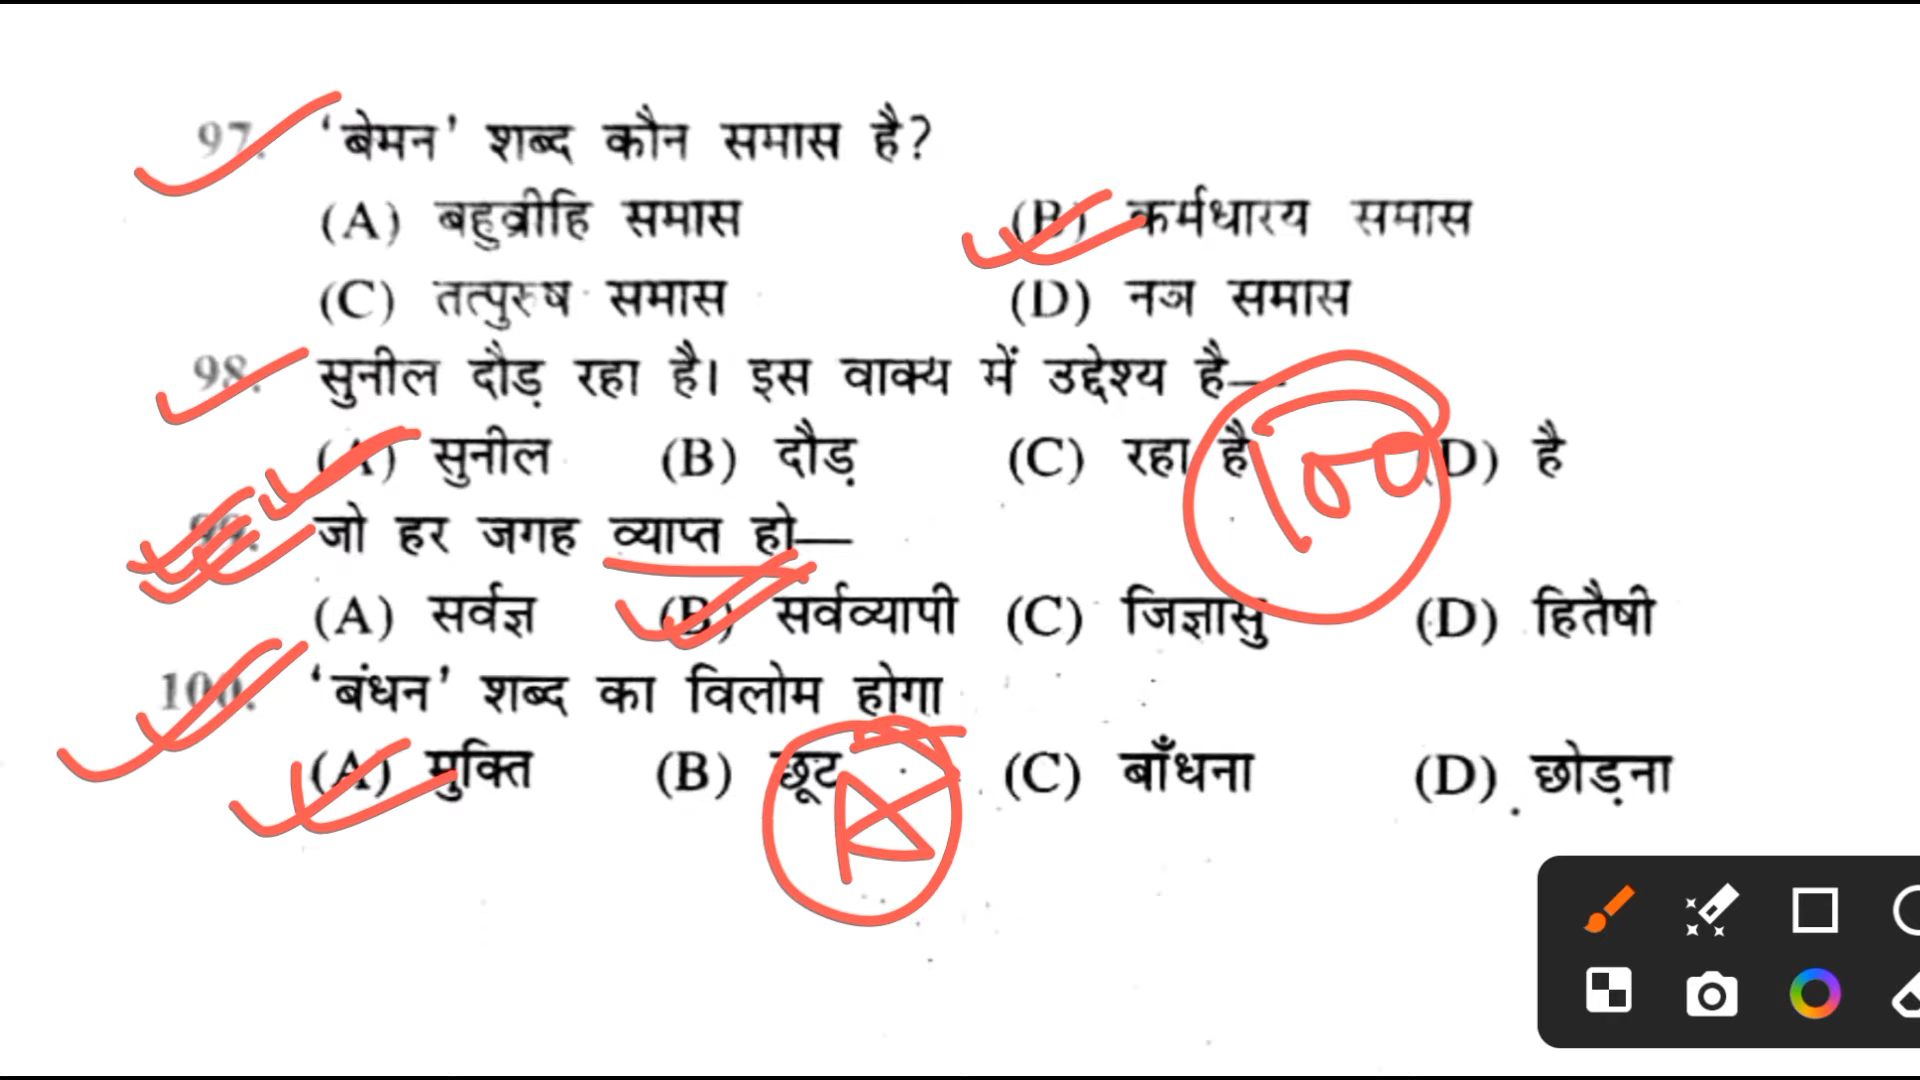 97. 'बेमन' शब्द कौन समास है?
(A) बहुव्रीहि समास (B) कर्मधारय समास
(C) तत्पुरुष समास (D) नञ समास
98. सुनील दौड़ रहा है। इस वाक्य में उद्देश्य है—
(A) सुनील (B) दौड़ (C) रहा है (D) है
100
99. जो हर जगह व्याप्त हो—
(A) सर्वज्ञ (B) सर्वव्यापी (C) जिज्ञासु (D) हितैषी
100. 'बंधन' शब्द का विलोम होगा
(A) मुक्ति (B) छूट (C) बाँधना (D) छोड़ना